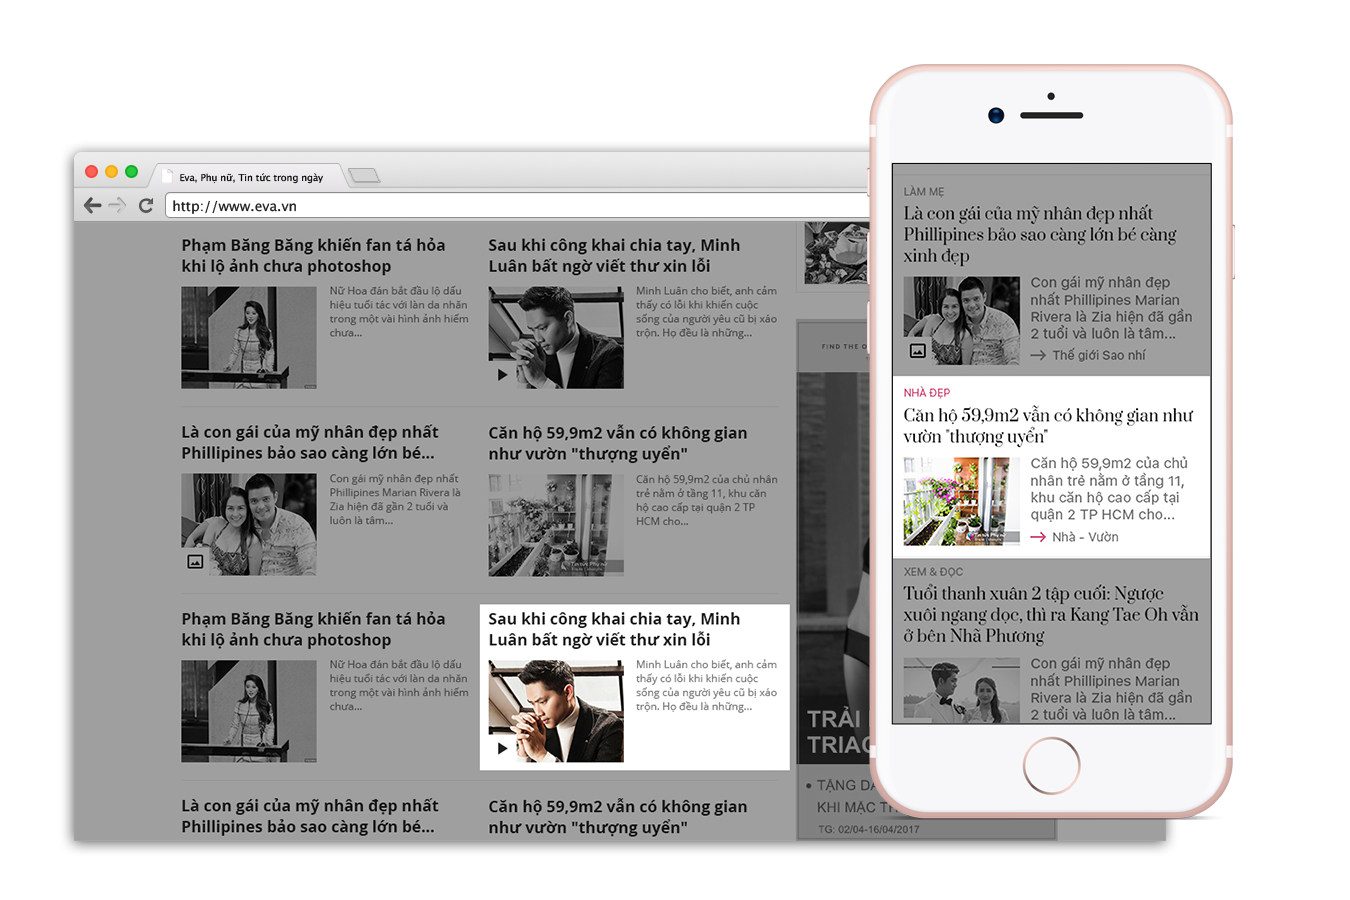 Eva, Phụ nữ, Tin tức trong ngày
http://www.eva.vn
Phạm Băng Băng khiến fan tá hỏa
khi lộ ảnh chưa photoshop
Nữ Hoa đán bắt đầu lộ dấu
hiệu tuổi tác với làn da nhăn
trong một vài hình ảnh hiếm
chưa...
Sau khi công khai chia tay, Minh
Luân bất ngờ viết thư xin lỗi
Minh Luân cho biết, anh cảm
thấy có lỗi khi khiến cuộc
sống của người yêu cũ bị xáo
trộn. Họ đều là những...
Là con gái của mỹ nhân đẹp nhất
Phillipines bảo sao càng lớn bé...
Con gái mỹ nhân đẹp nhất
Phillipines Marian Rivera là
Zia hiện đã gần 2 tuổi và
luôn là tâm...
Căn hộ 59,9m2 vẫn có không gian
như vườn "thượng uyển"
Căn hộ 59,9m2 của chủ nhân
trẻ nằm ở tầng 11, khu căn
hộ cao cấp tại quận 2 TP
HCM cho...
Tin tức Phụ nữ
Phạm Băng Băng khiến fan tá hỏa
khi lộ ảnh chưa photoshop
Nữ Hoa đán bắt đầu lộ dấu
hiệu tuổi tác với làn da nhăn
trong một vài hình ảnh hiếm
chưa...
Sau khi công khai chia tay, Minh
Luân bất ngờ viết thư xin lỗi
Minh Luân cho biết, anh cảm
thấy có lỗi khi khiến cuộc
sống của người yêu cũ bị xáo
trộn. Họ đều là những...
Là con gái của mỹ nhân đẹp nhất
Phillipines bảo sao càng lớn bé...
Căn hộ 59,9m2 vẫn có không gian
như vườn "thượng uyển"
FIND THE O
TRẢI
TRIAC
• TẶNG DA
KHI MẶC TH
TG: 02/04-16/04/2017
LÀM MẸ
Là con gái của mỹ nhân đẹp nhất
Phillipines bảo sao càng lớn bé càng
xinh đẹp
Con gái mỹ nhân đẹp
nhất Phillipines Marian
Rivera là Zia hiện đã gần
2 tuổi và luôn là tâm...
Thế giới Sao nhí
NHÀ ĐẸP
Căn hộ 59,9m2 vẫn có không gian như
vườn "thượng uyển"
Căn hộ 59,9m2 của chủ
nhân trẻ nằm ở tầng 11,
khu căn hộ cao cấp tại
quận 2 TP HCM cho...
Tin tức Phụ nữ
Nhà - Vườn
XEM & ĐỌC
Tuổi thanh xuân 2 tập cuối: Ngược
xuôi ngang dọc, thì ra Kang Tae Oh vẫn
ở bên Nhã Phương
Con gái mỹ nhân đẹp
nhất Phillipines Marian
Rivera là Zia hiện đã gần
2 tuổi và luôn là tâm...